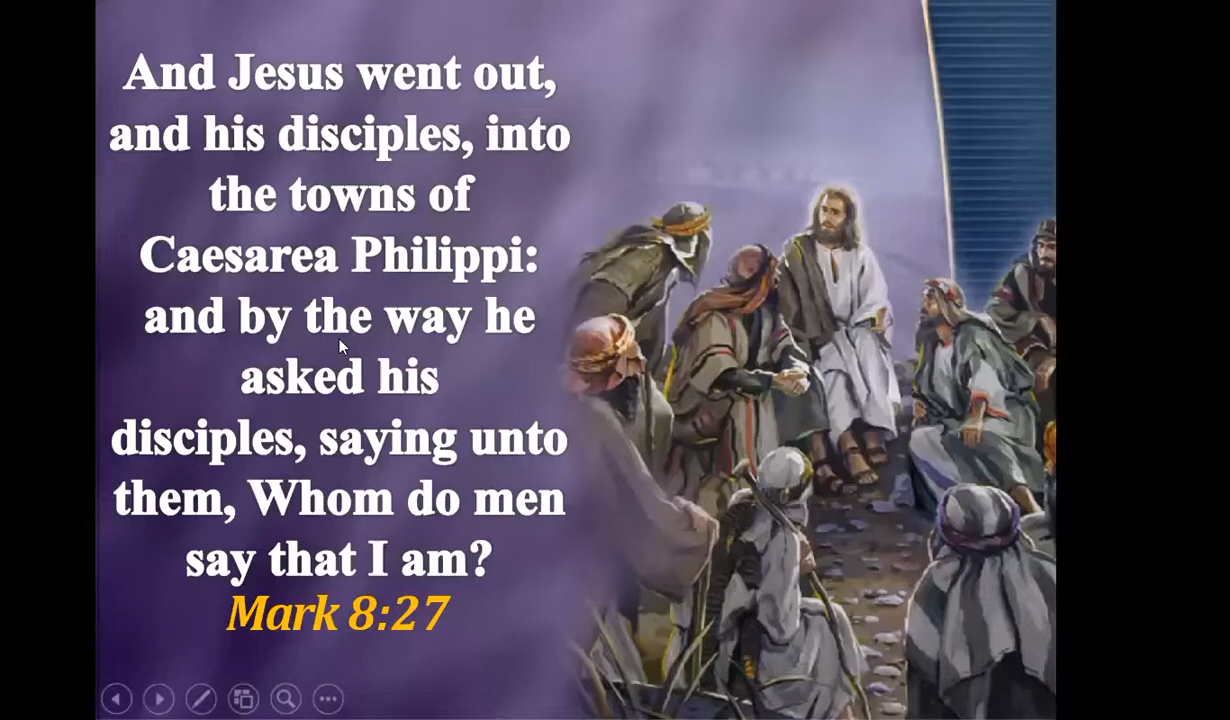 And Jesus went out,
and his disciples, into
the towns of
Caesarea Philippi:
and by the way he
asked his
disciples, saying unto
them, Whom do men
say that I am?
Mark 8:27